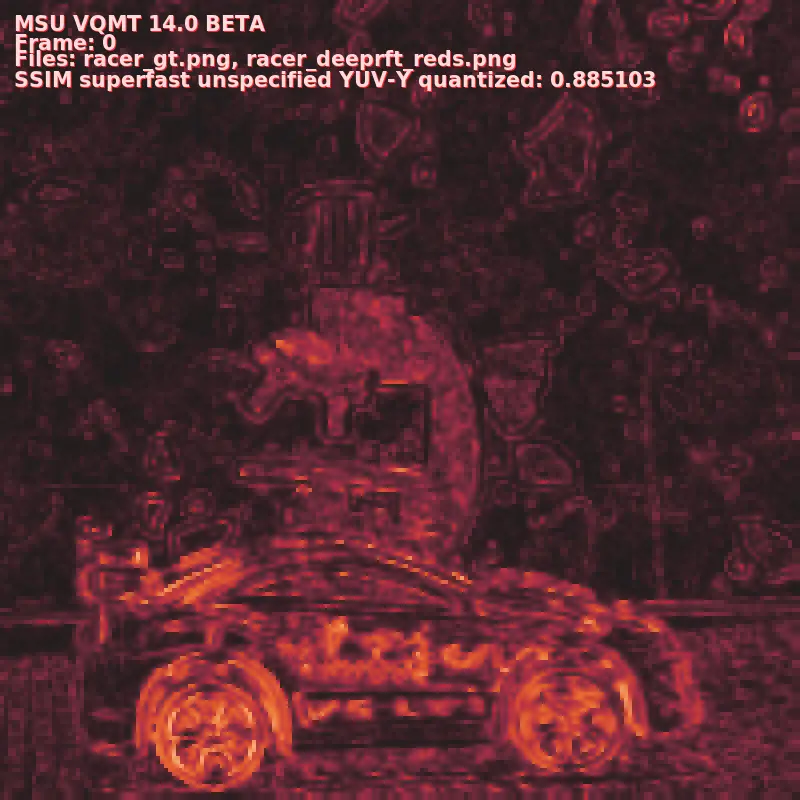 MSU VQMT 14.0 BETA
Frame: 0
Files: racer_gt.png, racer_deeprft_reds.png
SSIM superfast unspecified YUV-Y quantized: 0.885103